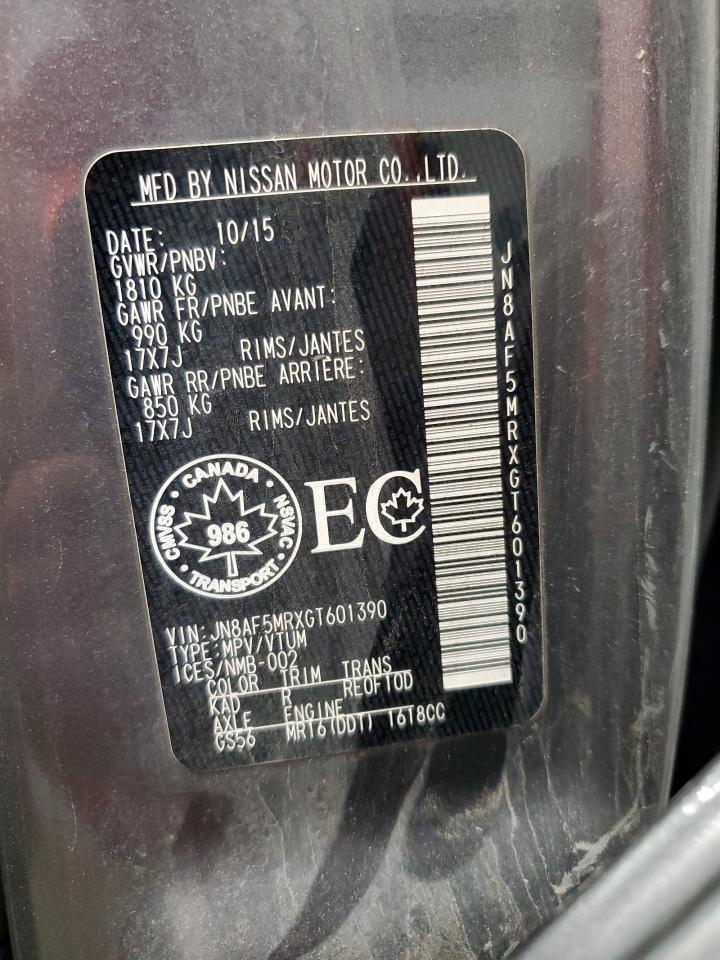 MFD BY NISSAN MOTOR CO.,LTD.
DATE: 10/15
GVWR/PNBV:
1810 KG
GAWR FR/PNBE AVANT:
990 KG
17X7J RIMS/JANTES
GAWR RR/PNBE ARRIÈRE:
850 KG
17X7J RIMS/JANTES
CANADA
CMVSS 986 NSVAC
TRANSPORT
EC
VIN:JN8AF5MRXGT601390
TYPE:MPV/VTUM
ICES/NMB-002
COLOR TRIM TRANS
KAD R RE0F10D
AXLE ENGINE
GS56 MR16(DDT) 16T8CC
JN8AF5MRXGT601390